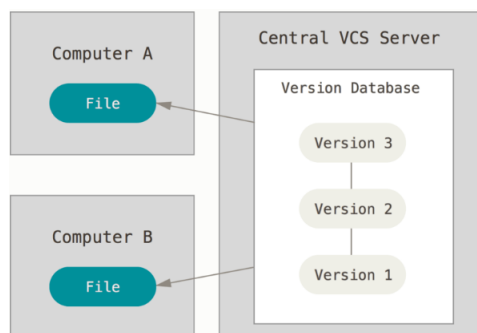 Computer A
File
Computer B
File
Central VCS Server
Version Database
Version 3
Version 2
Version 1